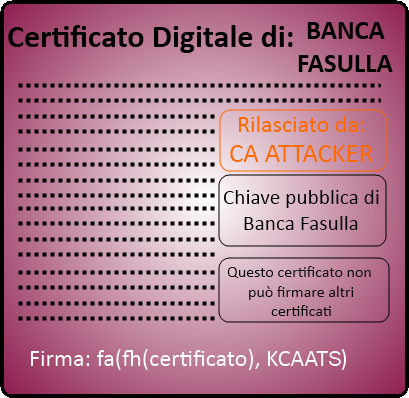 Certificato Digitale di: BANCA
FASULLA
Rilasciato da:
CA ATTACKER
Chiave pubblica di
Banca Fasulla
Questo certificato non
può firmare altri
certificati
Firma: fa(fh(certificato), KCAATS)